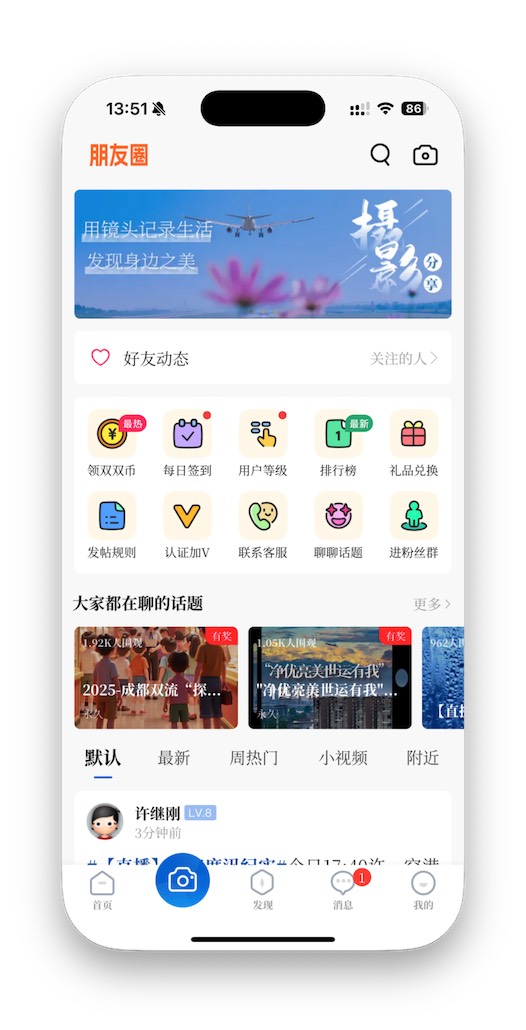 13:51
86
朋友圈
用镜头记录生活
发现身边之美
摄影
分享
好友动态
关注的人
最热
最新
¥
1
领双双币
每日签到
用户等级
排行榜
礼品兑换
发帖规则
认证加V
联系客服
聊聊话题
进粉丝群
大家都在聊的话题
更多
1.92K人围观
有奖
2025-成都双流“探...
永久
1.05K人围观
有奖
“净优亮美世运有我”
"净优亮美世运有我"...
永久
962人
【直
默认
最新
周热门
小视频
附近
许继刚
LV.8
3分钟前
#【直播】
度汛纪实#今日17:40许，空港
1
首页
发现
消息
我的